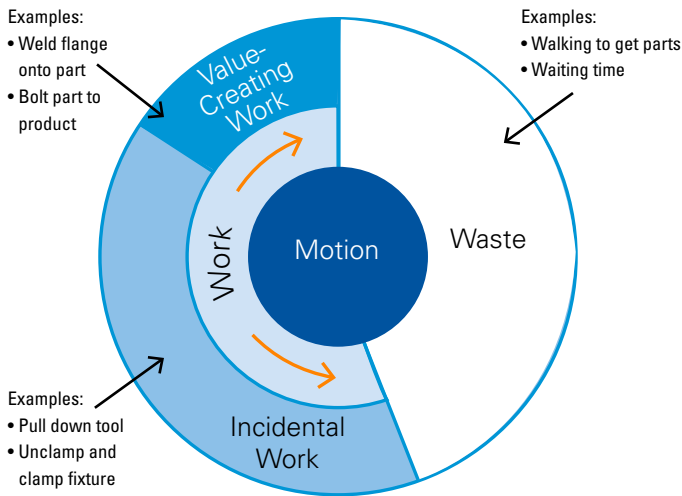 Examples:
• Weld flange
onto part
• Bolt part to
product
Value-
Creating
Work
Examples:
• Walking to get parts
• Waiting time
Work
Motion
Waste
Examples:
• Pull down tool
• Unclamp and
clamp fixture
Incidental
Work